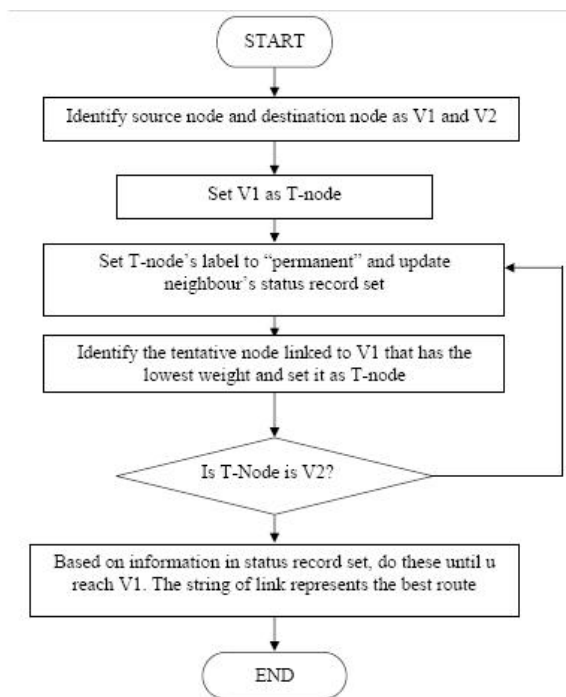 START
Identify source node and destination node as V1 and V2
Set V1 as T-node
Set T-node's label to “permanent” and update
neighbour's status record set
Identify the tentative node linked to V1 that has the
lowest weight and set it as T-node
Is T-Node is V2?
Based on information in status record set, do these until u
reach V1. The string of link represents the best route
END